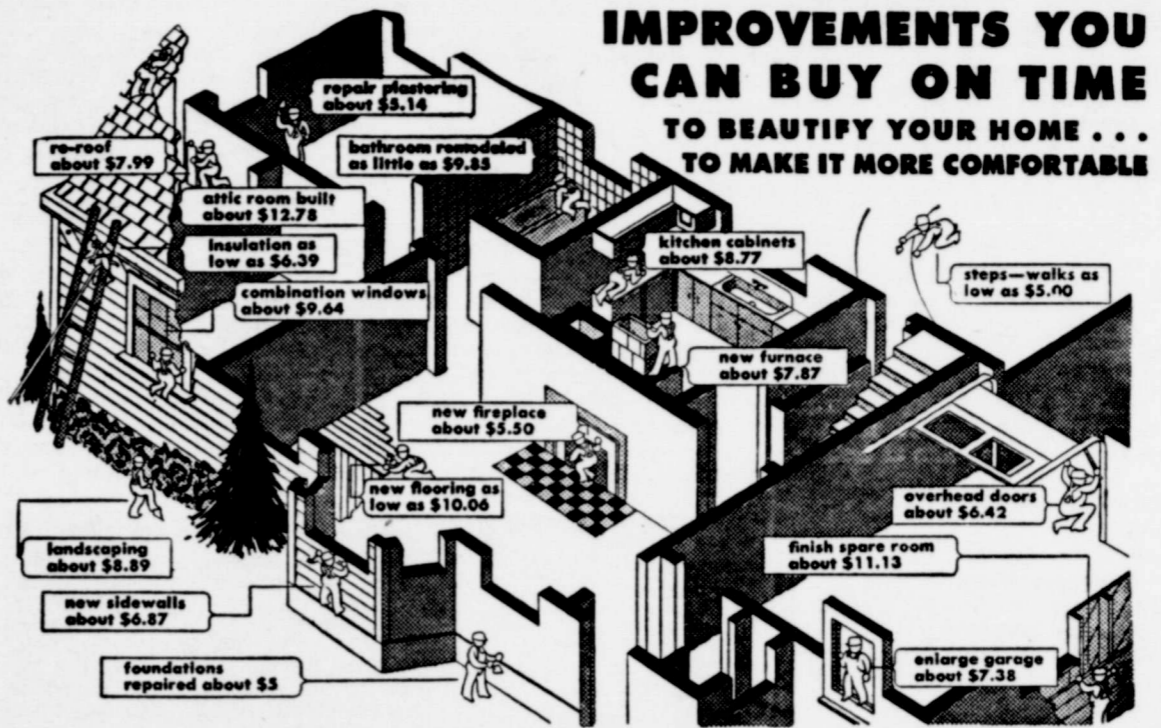 IMPROVEMENTS YOU
CAN BUY ON TIME
TO BEAUTIFY YOUR HOME . . .
TO MAKE IT MORE COMFORTABLE
repair plastering
about $5.14
re-roof
about $7.99
bathroom remodeled
as little as $9.85
attic room built
about $12.78
insulation as
low as $6.39
kitchen cabinets
about $8.77
steps—walks as
low as $5.00
combination windows
about $9.64
new furnace
about $7.87
new fireplace
about $5.50
new flooring as
low as $10.06
overhead doors
about $6.42
landscaping
about $8.89
finish spare room
about $11.13
new sidewalls
about $6.87
foundations
repaired about $5
enlarge garage
about $7.38